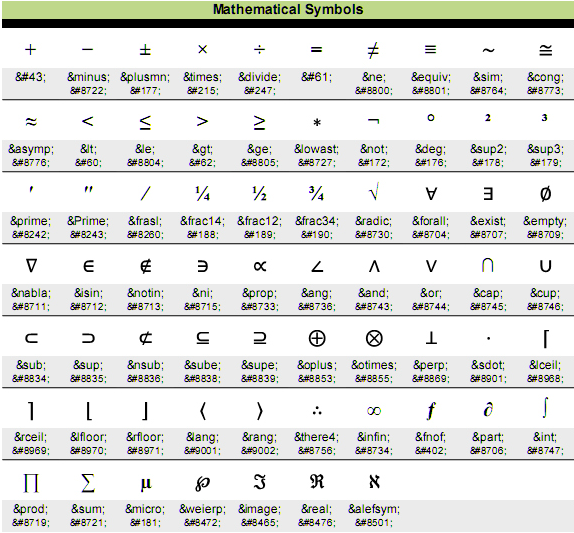 Mathematical Symbols
+ − ± × ÷ = ≠ ≡ ∼ ≅
&#43; &minus; &plusmn; &times; &divide; &#61; &ne; &equiv; &sim; &cong;
&#8722; &#177; &#215; &#247; &#8800; &#8801; &#8764; &#8773;
≈ < ≤ > ≥ ∗ ¬ ° ² ³
&asymp; &lt; &le; &gt; &ge; &lowast; &not; &deg; &sup2; &sup3;
&#8776; &#60; &#8804; &#62; &#8805; &#8727; &#172; &#176; &#178; &#179;
′ ″ ⁄ ¼ ½ ¾ √ ∀ ∃ ∅
&prime; &Prime; &frasl; &frac14; &frac12; &frac34; &radic; &forall; &exist; &empty;
&#8242; &#8243; &#8260; &#188; &#189; &#190; &#8730; &#8704; &#8707; &#8709;
∇ ∈ ∉ ∋ ∝ ∠ ∧ ∨ ∩ ∪
&nabla; &isin; &notin; &ni; &prop; &ang; &and; &or; &cap; &cup;
&#8711; &#8712; &#8713; &#8715; &#8733; &#8736; &#8743; &#8744; &#8745; &#8746;
⊂ ⊃ ⊄ ⊆ ⊇ ⊕ ⊗ ⊥ ⋅ ⌈
&sub; &sup; &nsub; &sube; &supe; &oplus; &otimes; &perp; &sdot; &lceil;
&#8834; &#8835; &#8836; &#8838; &#8839; &#8853; &#8855; &#8869; &#8901; &#8968;
⌉ ⌊ ⌋ ⟨ ⟩ ∴ ∞ ƒ ∂ ∫
&rceil; &lfloor; &rfloor; &lang; &rang; &there4; &infin; &fnof; &part; &int;
&#8969; &#8970; &#8971; &#9001; &#9002; &#8756; &#8734; &#402; &#8706; &#8747;
∏ ∑ µ ℘ ℑ ℜ ℵ
&prod; &sum; &micro; &weierp; &image; &real; &alefsym;
&#8719; &#8721; &#181; &#8472; &#8465; &#8476; &#8501;